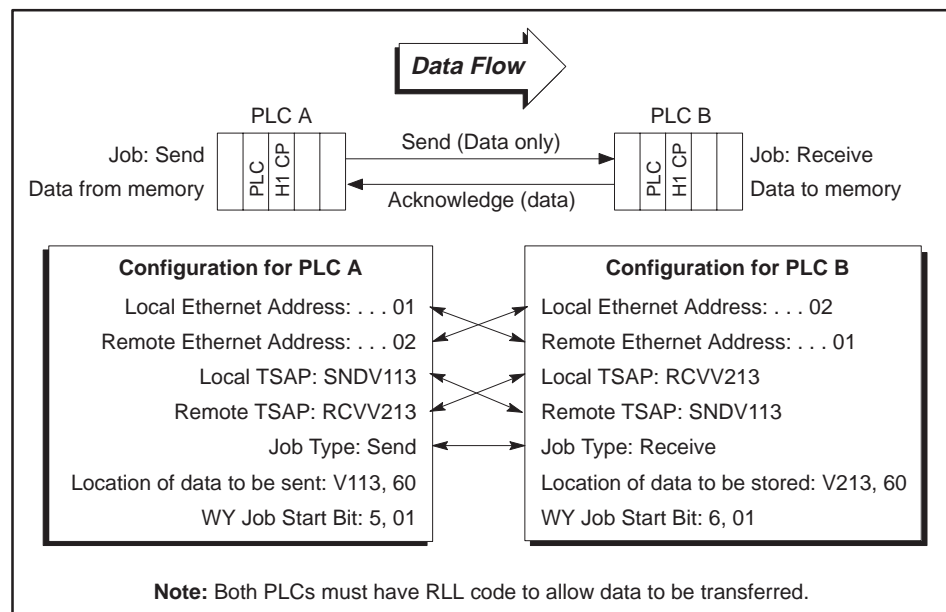 Data Flow
PLC A
PLC B
Job: Send
Data from memory
PLC
H1 CP
Send (Data only)
Acknowledge (data)
PLC
H1 CP
Job: Receive
Data to memory
Configuration for PLC A
Local Ethernet Address: . . . 01
Remote Ethernet Address: . . . 02
Local TSAP: SNDV113
Remote TSAP: RCVV213
Job Type: Send
Location of data to be sent: V113, 60
WY Job Start Bit: 5, 01
Configuration for PLC B
Local Ethernet Address: . . . 02
Remote Ethernet Address: . . . 01
Local TSAP: RCVV213
Remote TSAP: SNDV113
Job Type: Receive
Location of data to be stored: V213, 60
WY Job Start Bit: 6, 01
Note: Both PLCs must have RLL code to allow data to be transferred.